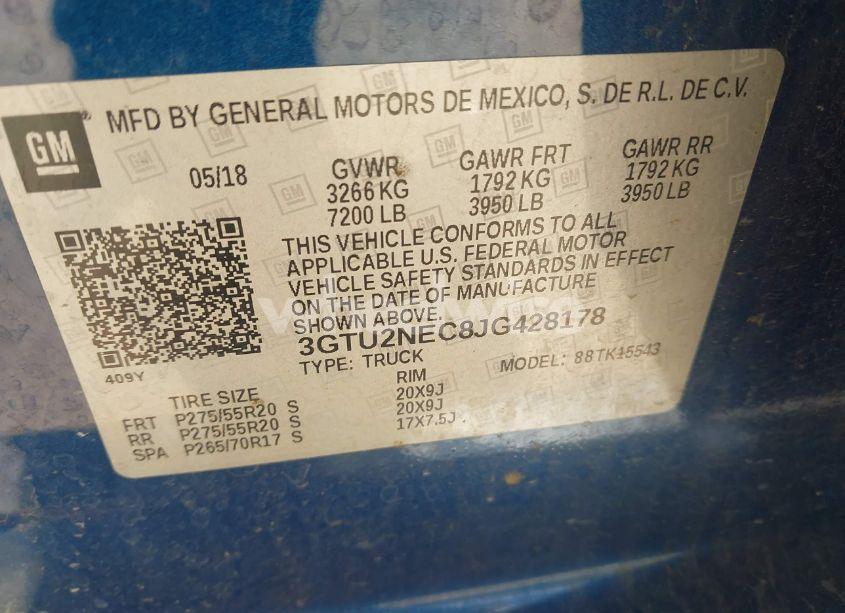 GM
MFD BY GENERAL MOTORS DE MEXICO, S. DE R.L. DE C.V.
05/18
GVWR GAWR FRT GAWR RR
3266 KG 1792 KG 1792 KG
7200 LB 3950 LB 3950 LB
THIS VEHICLE CONFORMS TO ALL
APPLICABLE U.S. FEDERAL MOTOR
VEHICLE SAFETY STANDARDS IN EFFECT
ON THE DATE OF MANUFACTURE
SHOWN ABOVE.
3GTU2NEC8JG428178
TYPE: TRUCK MODEL: 88TK15543
409Y
TIRE SIZE RIM
FRT P275/55R20 S 20X9J
RR P275/55R20 S 20X9J
SPA P265/70R17 S 17X7.5J